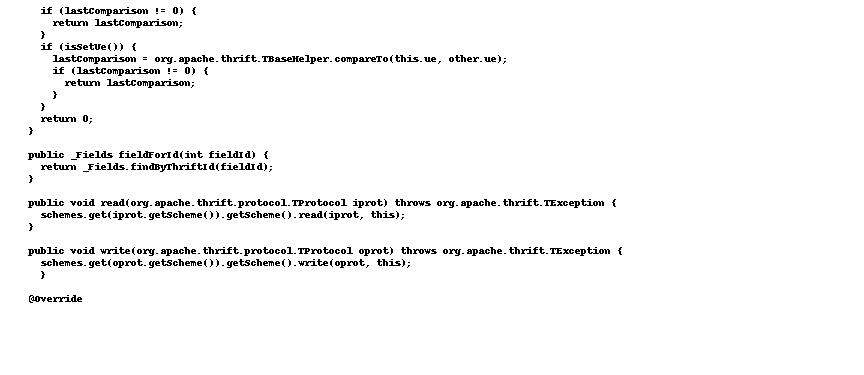 if (lastComparison != 0) {
return lastComparison;
}
if (isSetUe()) {
lastComparison = org.apache.thrift.TBaseHelper.compareTo(this.ue, other.ue);
if (lastComparison != 0) {
return lastComparison;
}
}
return 0;
}
public _Fields fieldForId(int fieldId) {
return _Fields.findByThriftId(fieldId);
}
public void read(org.apache.thrift.protocol.TProtocol iprot) throws org.apache.thrift.TException {
schemes.get(iprot.getScheme()).getScheme().read(iprot, this);
}
public void write(org.apache.thrift.protocol.TProtocol oprot) throws org.apache.thrift.TException {
schemes.get(oprot.getScheme()).getScheme().write(oprot, this);
}
@Override